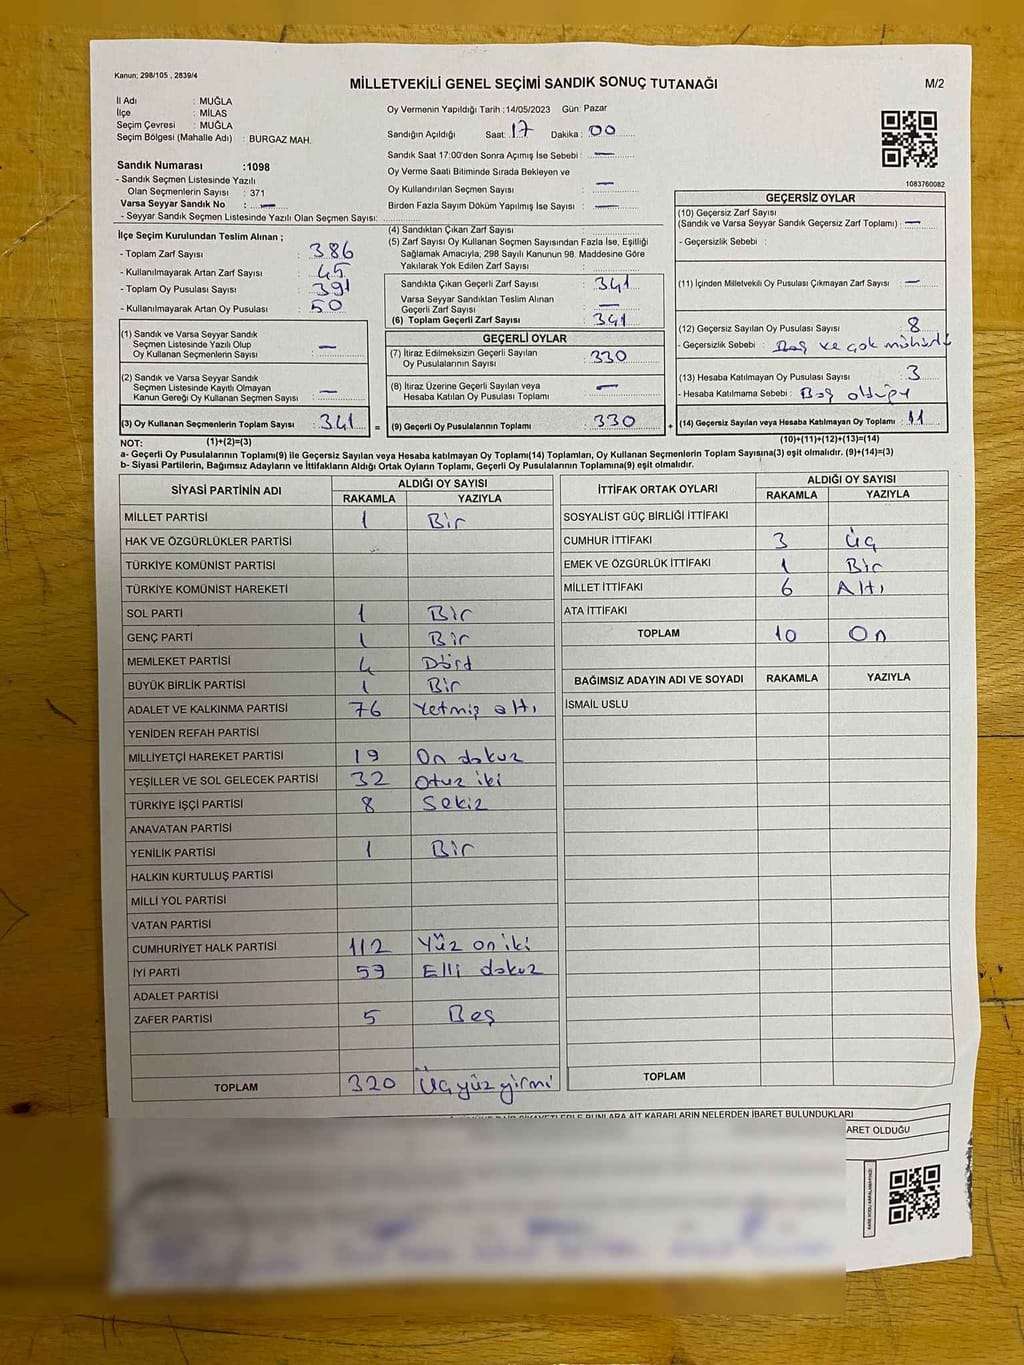 Kanun; 298/105 , 2839/4
MİLLETVEKİLİ GENEL SEÇİMİ SANDIK SONUÇ TUTANAĞI
M/2
İl Adı : MUĞLA
İlçe : MİLAS
Seçim Çevresi : MUĞLA
Seçim Bölgesi (Mahalle Adı) : BURGAZ MAH.
Sandık Numarası :1098
- Sandık Seçmen Listesinde Yazılı
Olan Seçmenlerin Sayısı : 371
Varsa Seyyar Sandık No : —
- Seyyar Sandık Seçmen Listesinde Yazılı Olan Seçmen Sayısı:
Oy Vermenin Yapıldığı Tarih :14/05/2023 Gün: Pazar
Sandığın Açıldığı Saat: 17 Dakika : 00
Sandık Saat 17:00'den Sonra Açımış İse Sebebi : —
Oy Verme Saati Bitiminde Sırada Bekleyen ve
Oy Kullandırılan Seçmen Sayısı : —
Birden Fazla Sayım Döküm Yapılmış İse Sayısı : —
1083760082
İlçe Seçim Kurulundan Teslim Alınan ;
- Toplam Zarf Sayısı : 386
- Kullanılmayarak Artan Zarf Sayısı : 45
- Toplam Oy Pusulası Sayısı : 391
- Kullanılmayarak Artan Oy Pusulası : 50
(1) Sandık ve Varsa Seyyar Sandık
Seçmen Listesinde Yazılı Olup
Oy Kullanan Seçmenlerin Sayısı : —
(2) Sandık ve Varsa Seyyar Sandık
Seçmen Listesinde Kayıtlı Olmayan
Kanun Gereği Oy Kullanan Seçmen Sayısı : —
(3) Oy Kullanan Seçmenlerin Toplam Sayısı : 341 =
(4) Sandıktan Çıkan Zarf Sayısı :
(5) Zarf Sayısı Oy Kullanan Seçmen Sayısından Fazla İse, Eşitliği
Sağlamak Amacıyla, 298 Sayılı Kanunun 98. Maddesine Göre
Yakılarak Yok Edilen Zarf Sayısı :
Sandıkta Çıkan Geçerli Zarf Sayısı : 341
Varsa Seyyar Sandıktan Teslim Alınan
Geçerli Zarf Sayısı : —
(6) Toplam Geçerli Zarf Sayısı : 341
GEÇERLİ OYLAR
(7) İtiraz Edilmeksizin Geçerli Sayılan
Oy Pusulalarının Sayısı : 330
(8) İtiraz Üzerine Geçerli Sayılan veya
Hesaba Katılan Oy Pusulası Toplamı : —
(9) Geçerli Oy Pusulalarının Toplamı : 330 +
GEÇERSİZ OYLAR
(10) Geçersiz Zarf Sayısı
(Sandık ve Varsa Seyyar Sandık Geçersiz Zarf Toplamı) : —
- Geçersizlik Sebebi :
(11) İçinden Milletvekili Oy Pusulası Çıkmayan Zarf Sayısı : —
(12) Geçersiz Sayılan Oy Pusulası Sayısı : 8
- Geçersizlik Sebebi : Boş ve çok mühürlü
(13) Hesaba Katılmayan Oy Pusulası Sayısı : 3
- Hesaba Katılmama Sebebi : Boş
(14) Geçersiz Sayılan veya Hesaba Katılmayan Oy Toplamı : 11
NOT: (1)+(2)=(3)
(10)+(11)+(12)+(13)=(14)
a- Geçerli Oy Pusulalarının Toplamı(9) ile Geçersiz Sayılan veya Hesaba katılmayan Oy Toplamı(14) Toplamları, Oy Kullanan Seçmenlerin Toplam Sayısına(3) eşit olmalıdır. (9)+(14)=(3)
b- Siyasi Partilerin, Bağımsız Adayların ve İttifakların Aldığı Ortak Oyların Toplamı, Geçerli Oy Pusulalarının Toplamına(9) eşit olmalıdır.
SİYASİ PARTİNİN ADI ALDIĞI OY SAYISI
RAKAMLA YAZIYLA
MİLLET PARTİSİ 1 Bir
HAK VE ÖZGÜRLÜKLER PARTİSİ
TÜRKİYE KOMÜNİST PARTİSİ
TÜRKİYE KOMÜNİST HAREKETİ
SOL PARTİ 1 Bir
GENÇ PARTİ 1 Bir
MEMLEKET PARTİSİ 4 Dörd
BÜYÜK BİRLİK PARTİSİ 1 Bir
ADALET VE KALKINMA PARTİSİ 76 Yetmiş altı
YENİDEN REFAH PARTİSİ
MİLLİYETÇİ HAREKET PARTİSİ 19 On dokuz
YEŞİLLER VE SOL GELECEK PARTİSİ 32 Otuz iki
TÜRKİYE İŞÇİ PARTİSİ 8 Sekiz
ANAVATAN PARTİSİ
YENİLİK PARTİSİ 1 Bir
HALKIN KURTULUŞ PARTİSİ
MİLLİ YOL PARTİSİ
VATAN PARTİSİ
CUMHURİYET HALK PARTİSİ 112 Yüz on iki
İYİ PARTİ 59 Elli dokuz
ADALET PARTİSİ
ZAFER PARTİSİ 5 Beş
TOPLAM 320 Üçyüz yirmi
İTTİFAK ORTAK OYLARI ALDIĞI OY SAYISI
RAKAMLA YAZIYLA
SOSYALİST GÜÇ BİRLİĞİ İTTİFAKI
CUMHUR İTTİFAKI 3 Üç
EMEK VE ÖZGÜRLÜK İTTİFAKI 1 Bir
MİLLET İTTİFAKI 6 Altı
ATA İTTİFAKI
TOPLAM 10 On
BAĞIMSIZ ADAYIN ADI VE SOYADI RAKAMLA YAZIYLA
İSMAİL USLU
TOPLAM
BUNLARA AİT KARARLARIN NELERDEN İBARET BULUNDUKLARI
ARET OLDUĞU